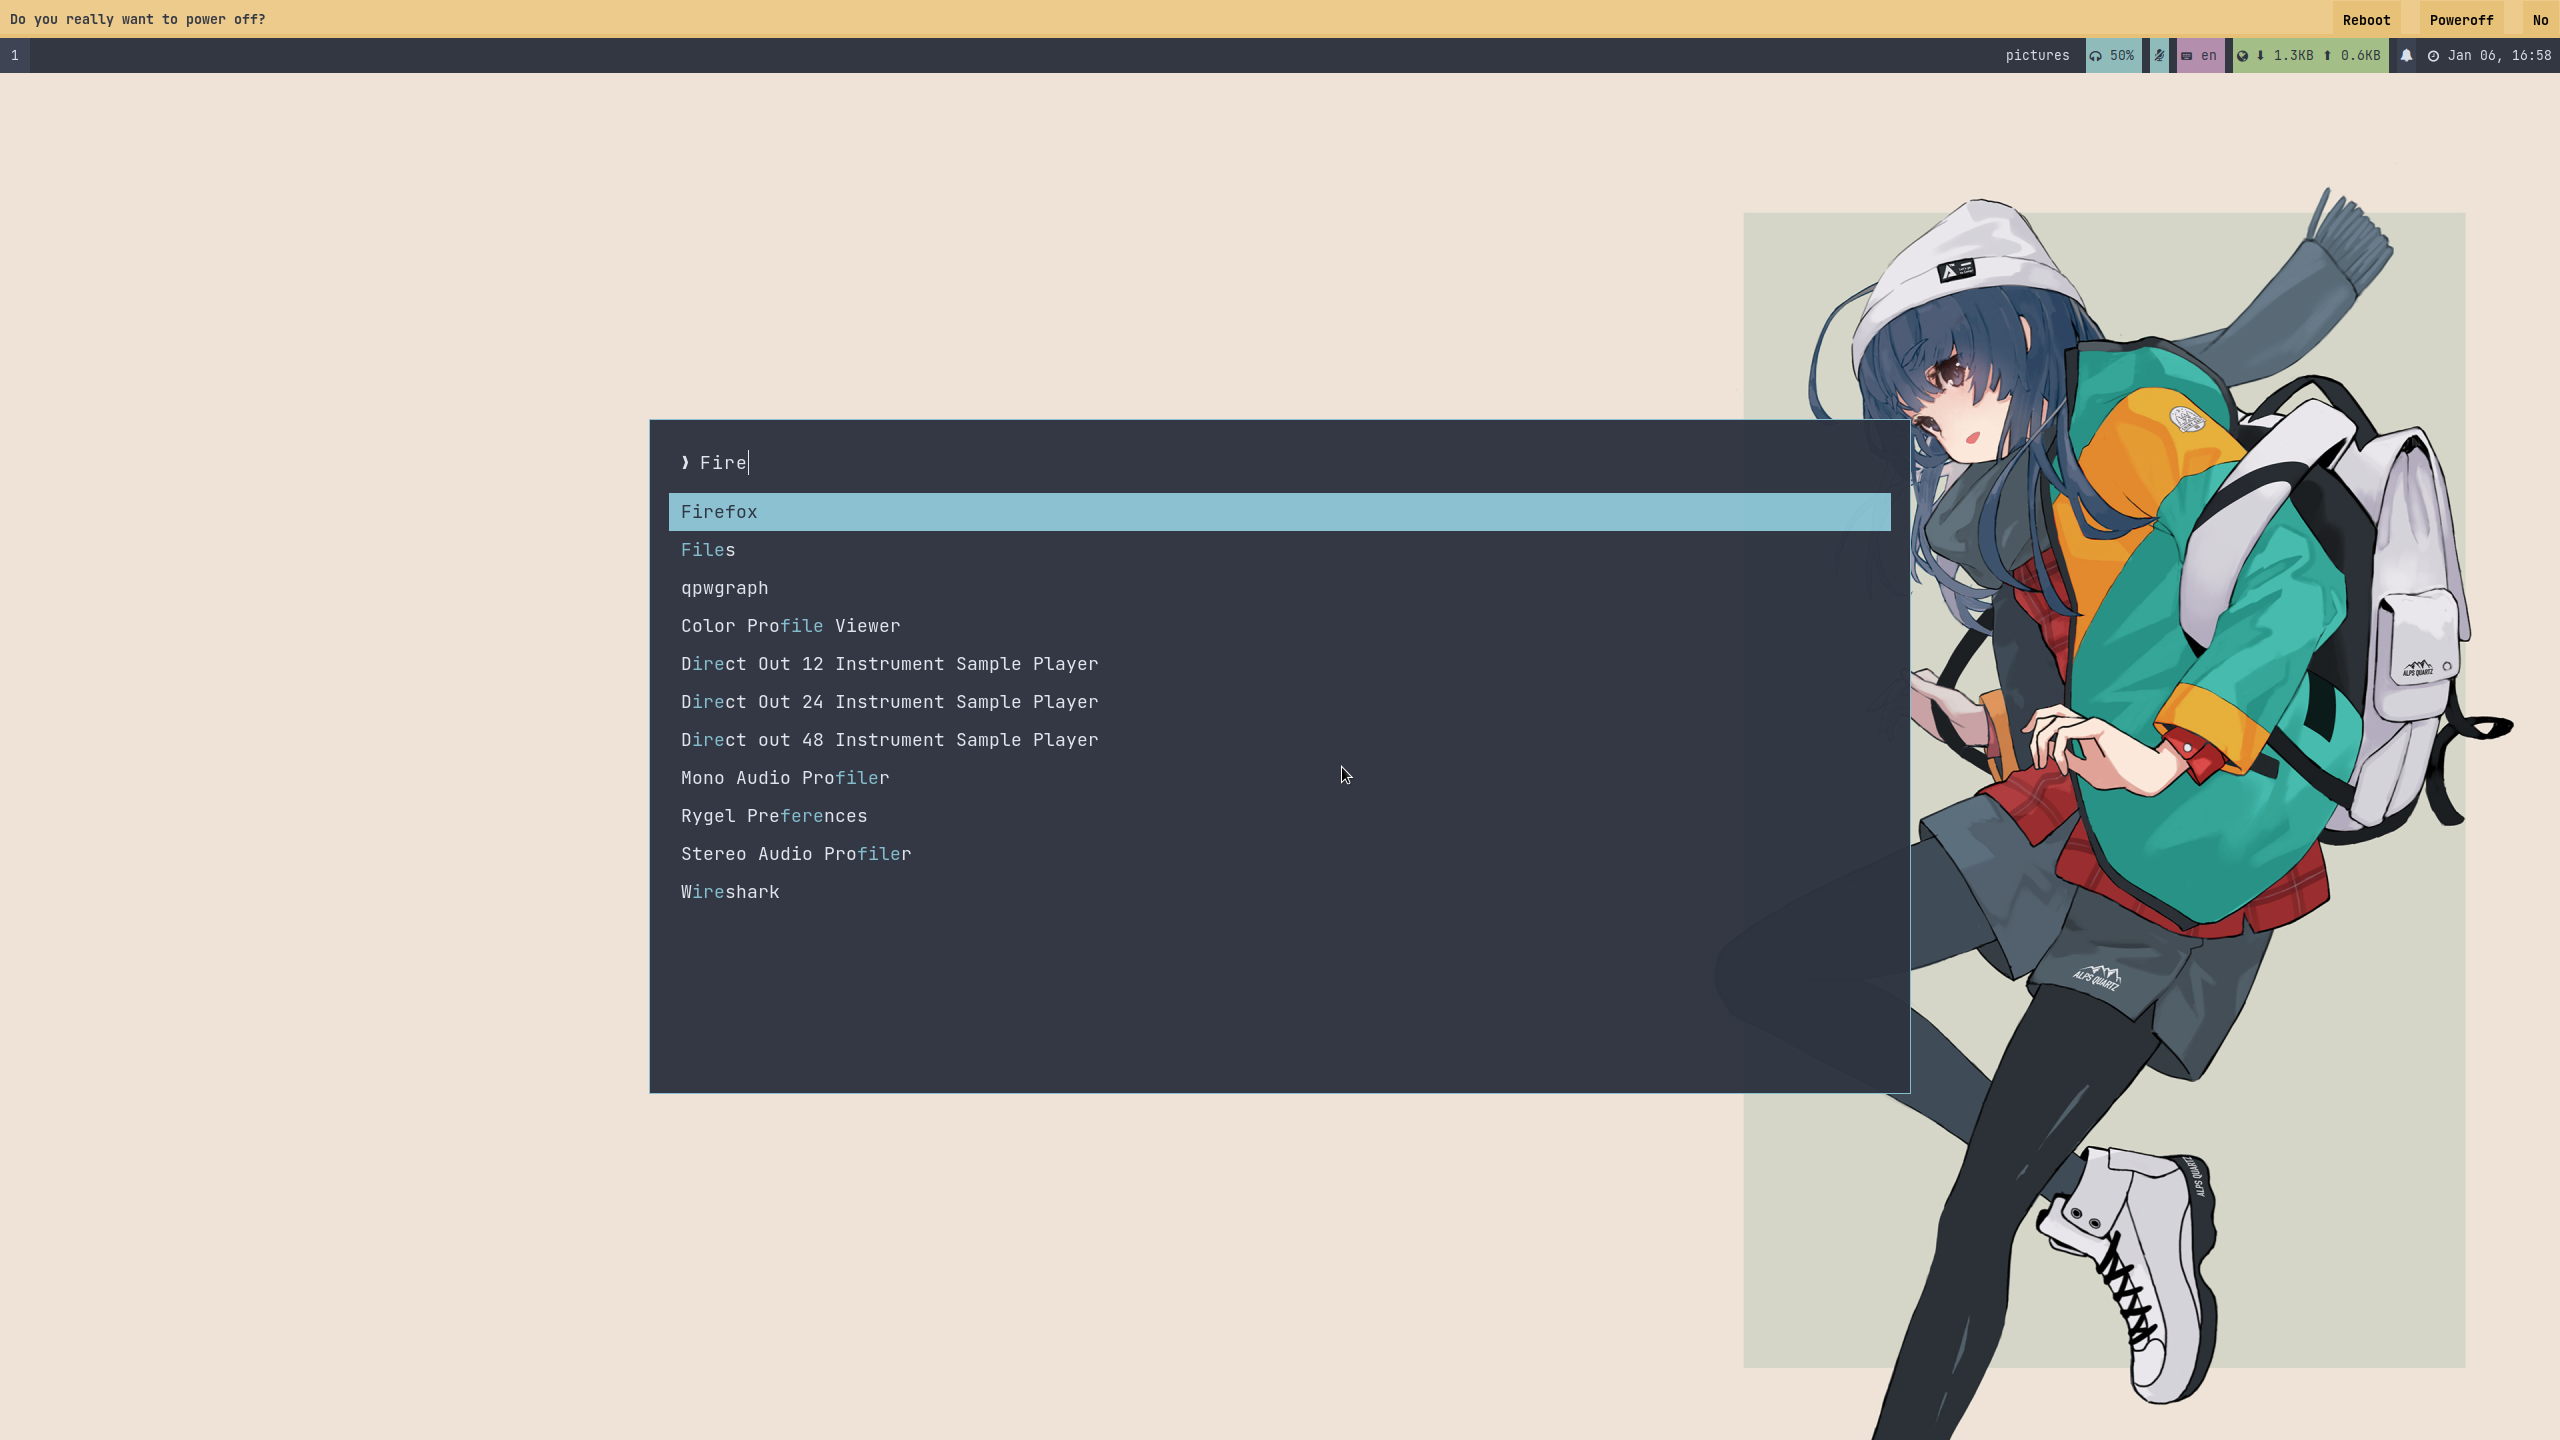 Do you really want to power off? Reboot Poweroff No
1 pictures 50% en 1.3KB 0.6KB Jan 06, 16:58
Fire
Firefox
Files
qpwgraph
Color Profile Viewer
Direct Out 12 Instrument Sample Player
Direct Out 24 Instrument Sample Player
Direct out 48 Instrument Sample Player
Mono Audio Profiler
Rygel Preferences
Stereo Audio Profiler
Wireshark
ALPS QUARTZ
ALPS QUARTZ
ALPS QUARTZ